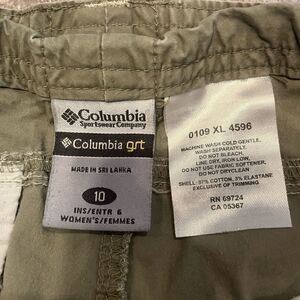 Columbia
Sportswear Company
Columbia grt
MADE IN SRI LANKA
10
INS/ENTR 6
WOMEN'S/FEMMES
0109 XL 4596
MACHINE WASH COLD GENTLE.
WASH SEPARATELY.
DO NOT BLEACH.
LINE DRY, IRON LOW,
DO NOT USE FABRIC SOFTENER.
DO NOT DRYCLEAN
SHELL: 97% COTTON, 3% ELASTANE
EXCLUSIVE OF TRIMMING
RN 69724
CA 05367